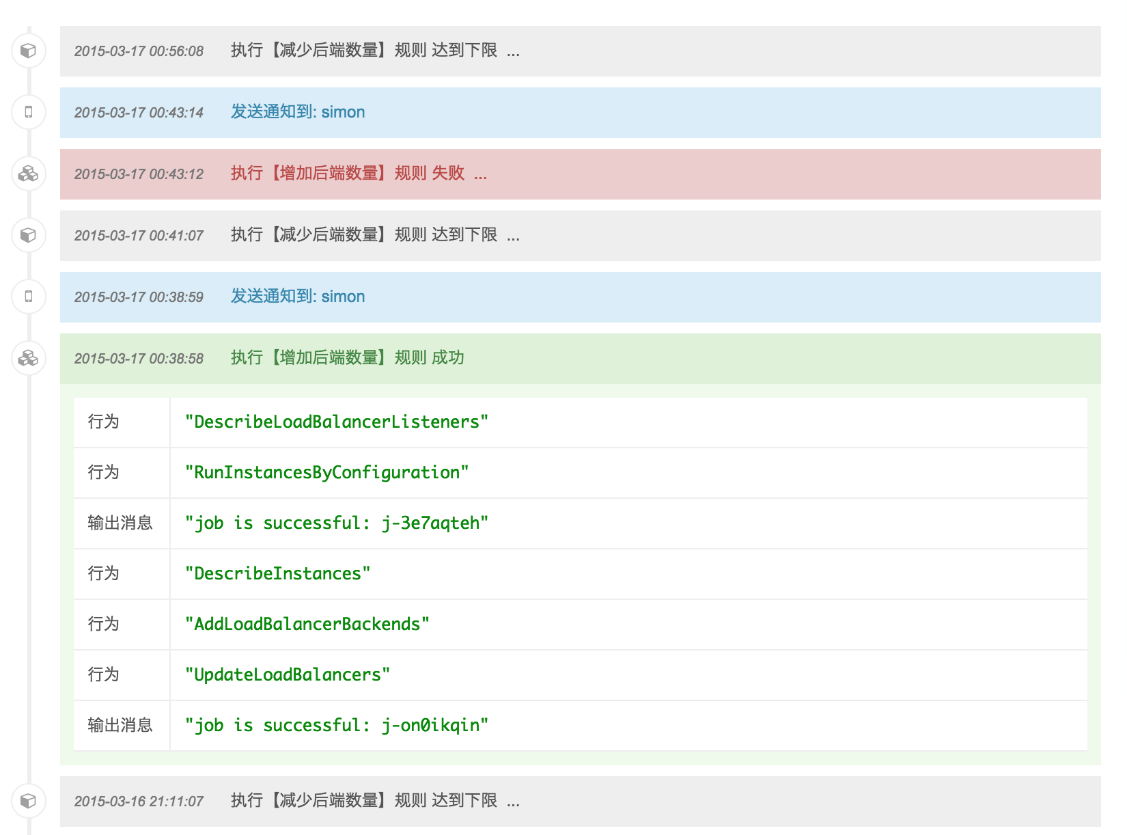 2015-03-17 00:56:08 执行【减少后端数量】规则 达到下限 ...
2015-03-17 00:43:14 发送通知到: simon
2015-03-17 00:43:12 执行【增加后端数量】规则 失败 ...
2015-03-17 00:41:07 执行【减少后端数量】规则 达到下限 ...
2015-03-17 00:38:59 发送通知到: simon
2015-03-17 00:38:58 执行【增加后端数量】规则 成功
行为 "DescribeLoadBalancerListeners"
行为 "RunInstancesByConfiguration"
输出消息 "job is successful: j-3e7aqteh"
行为 "DescribeInstances"
行为 "AddLoadBalancerBackends"
行为 "UpdateLoadBalancers"
输出消息 "job is successful: j-on0ikqin"
2015-03-16 21:11:07 执行【减少后端数量】规则 达到下限 ...